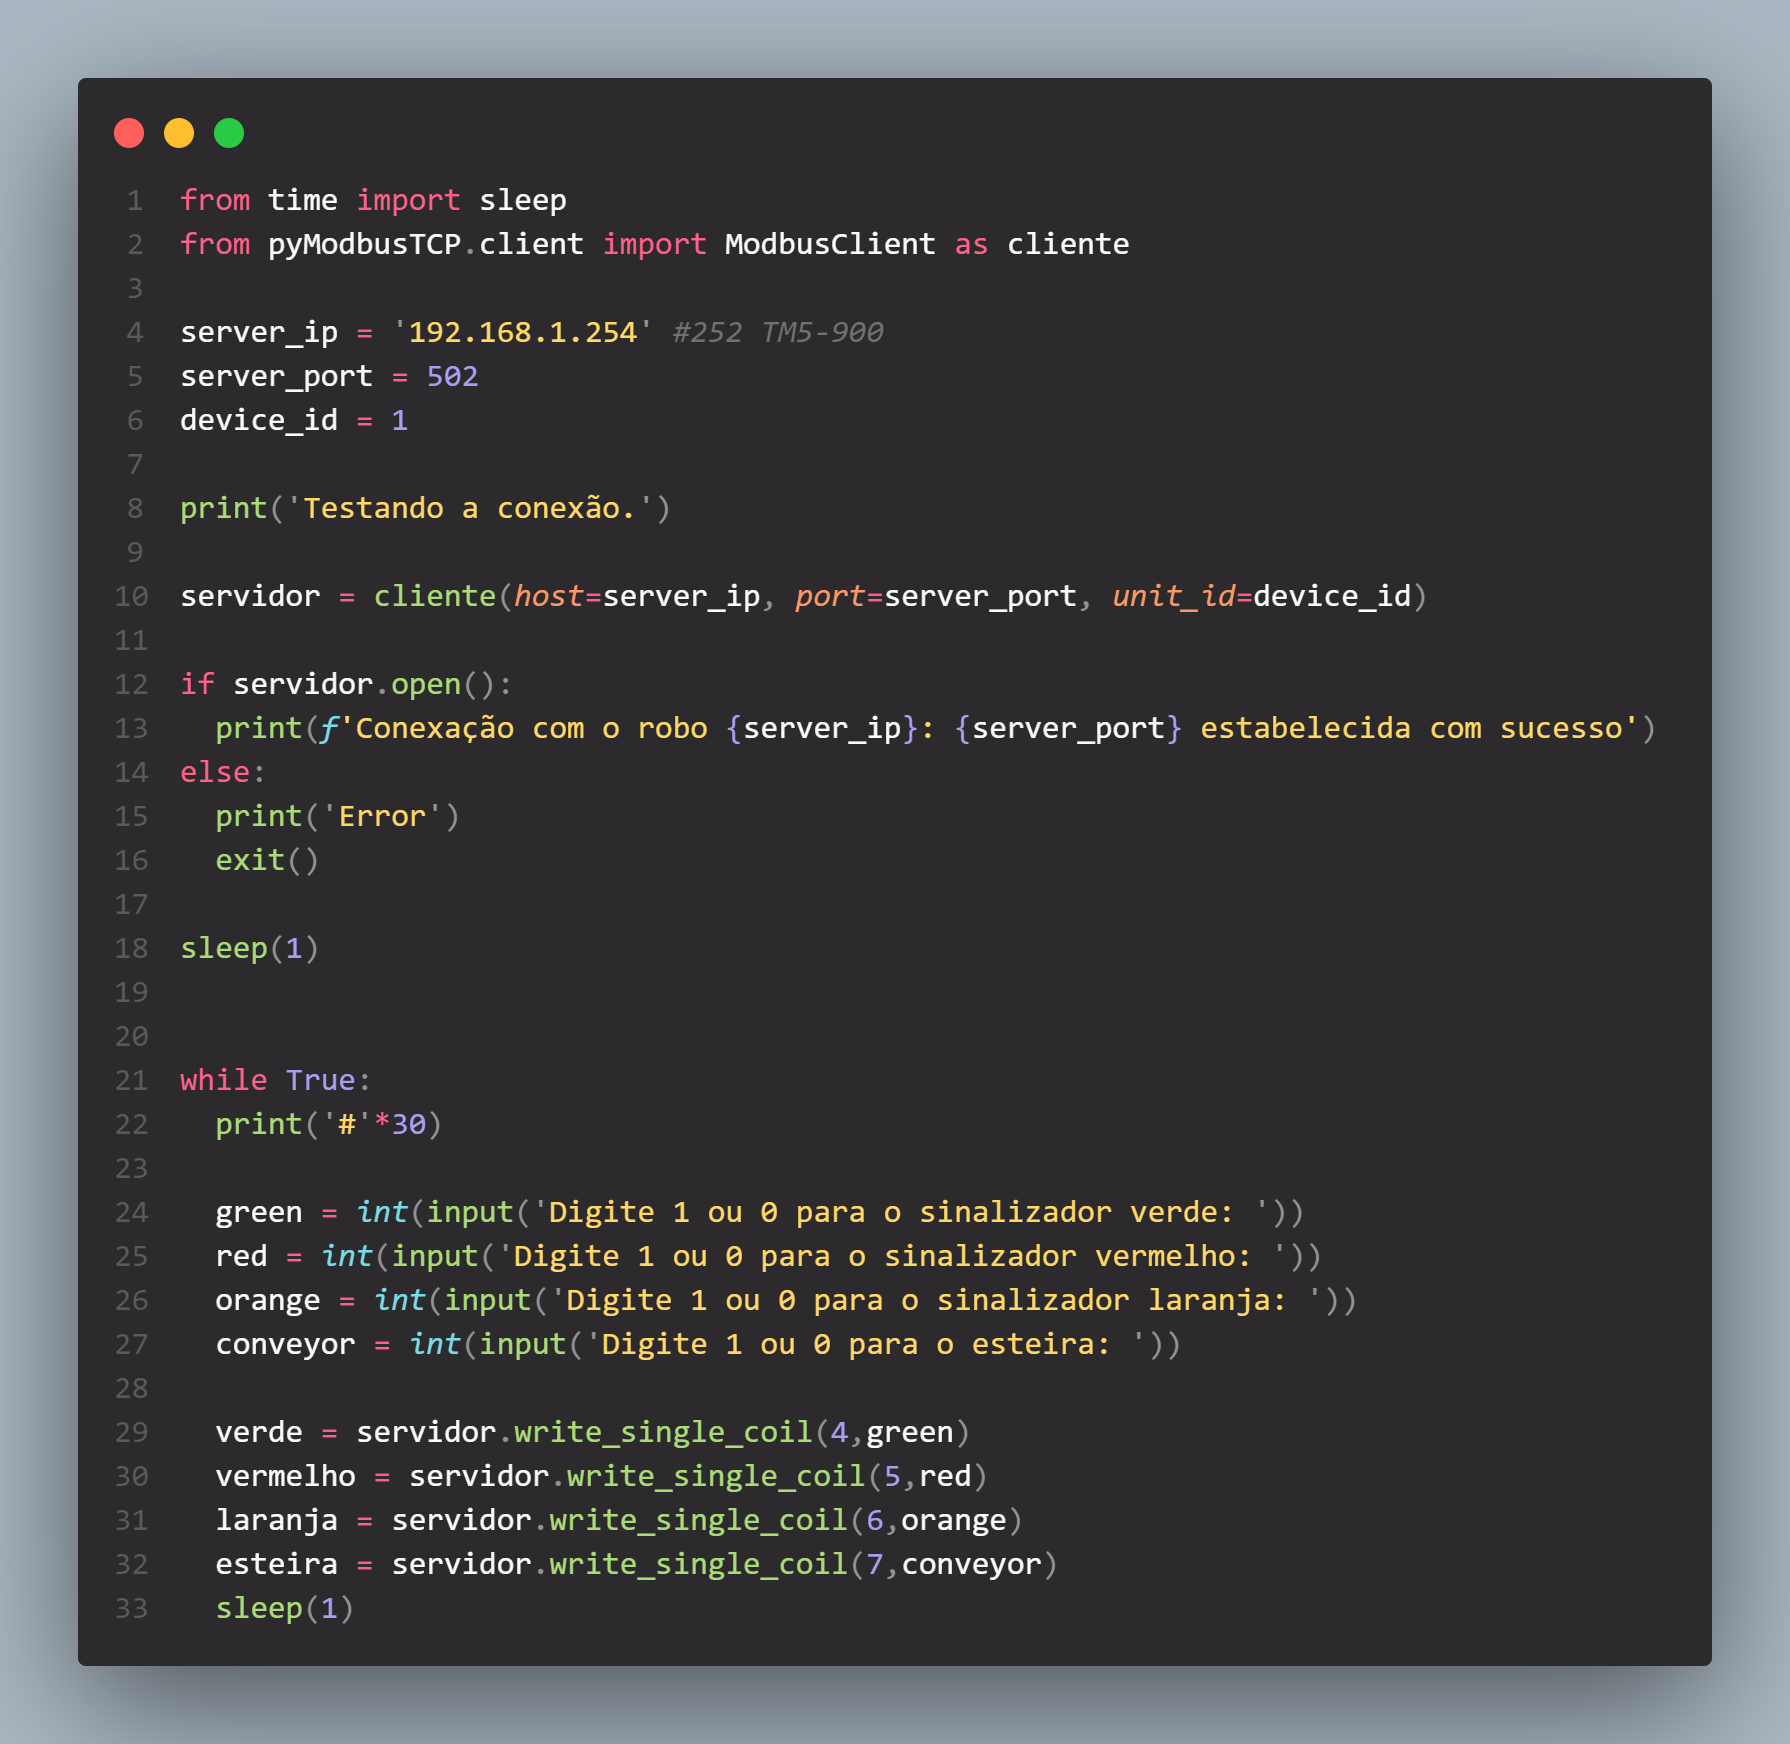 1 from time import sleep
2 from pyModbusTCP.client import ModbusClient as cliente
3
4 server_ip = '192.168.1.254' #252 TM5-900
5 server_port = 502
6 device_id = 1
7
8 print('Testando a conexão.')
9
10 servidor = cliente(host=server_ip, port=server_port, unit_id=device_id)
11
12 if servidor.open():
13   print(f'Conexação com o robo {server_ip}: {server_port} estabelecida com sucesso')
14 else:
15   print('Error')
16   exit()
17
18 sleep(1)
19
20
21 while True:
22   print('#'*30)
23
24   green = int(input('Digite 1 ou 0 para o sinalizador verde: '))
25   red = int(input('Digite 1 ou 0 para o sinalizador vermelho: '))
26   orange = int(input('Digite 1 ou 0 para o sinalizador laranja: '))
27   conveyor = int(input('Digite 1 ou 0 para o esteira: '))
28
29   verde = servidor.write_single_coil(4,green)
30   vermelho = servidor.write_single_coil(5,red)
31   laranja = servidor.write_single_coil(6,orange)
32   esteira = servidor.write_single_coil(7,conveyor)
33   sleep(1)